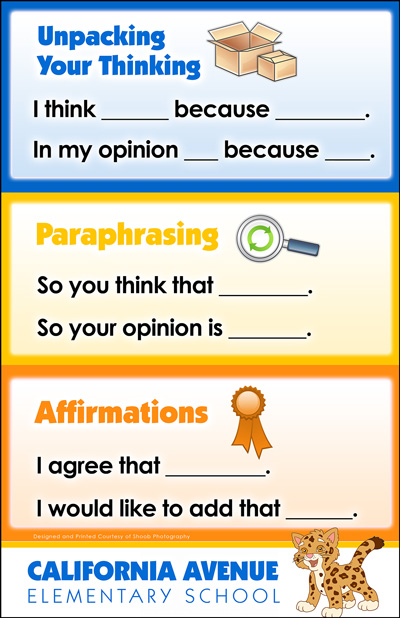 Unpacking
Your Thinking
I think ______ because ________.
In my opinion ___ because ____.
Paraphrasing
So you think that ________.
So your opinion is _______.
Affirmations
I agree that _________.
I would like to add that ______.
Designed and Printed Courtesy of Shnob Photography
CALIFORNIA AVENUE
ELEMENTARY SCHOOL